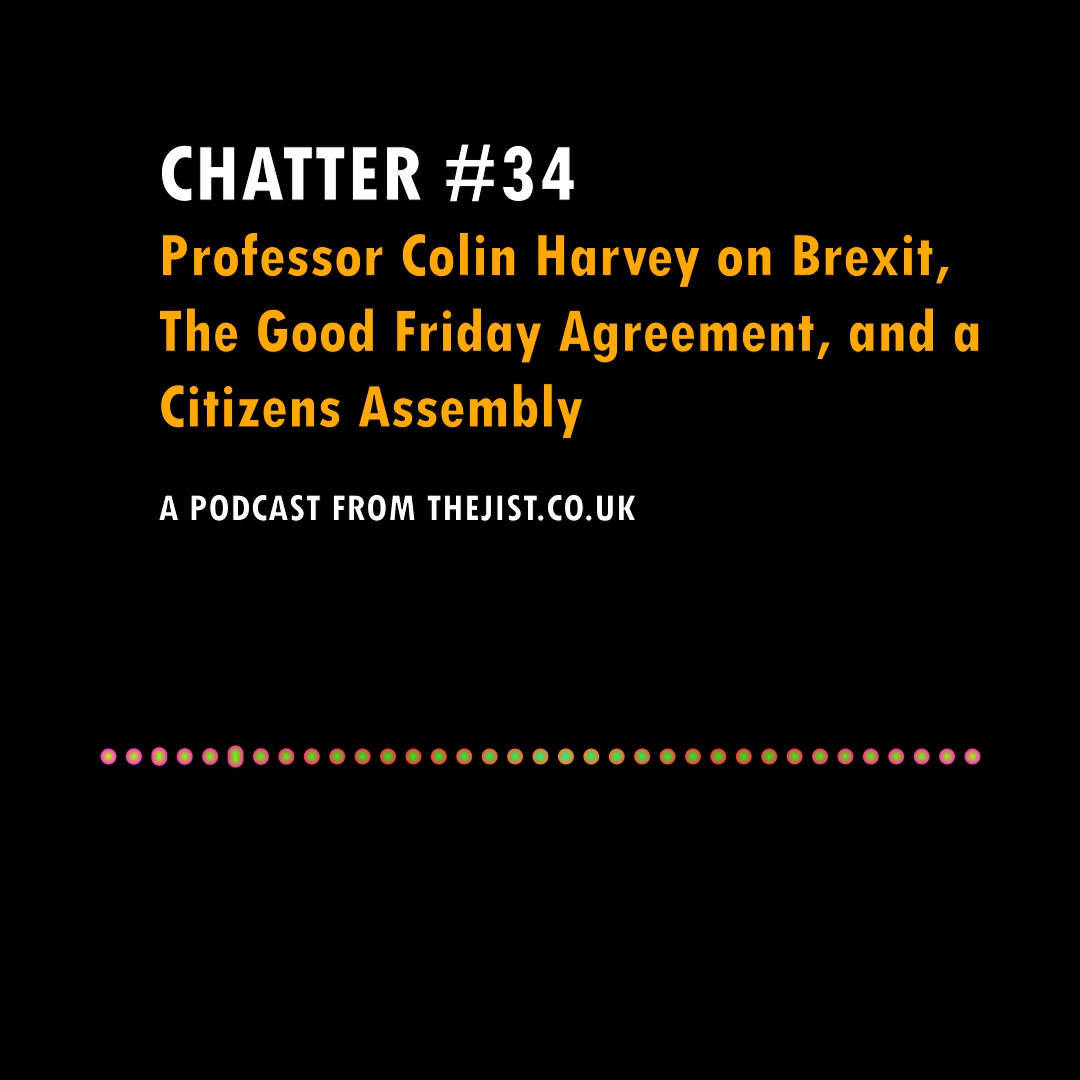 CHATTER #34
Professor Colin Harvey on Brexit,
The Good Friday Agreement, and a
Citizens Assembly
A PODCAST FROM THEJIST.CO.UK